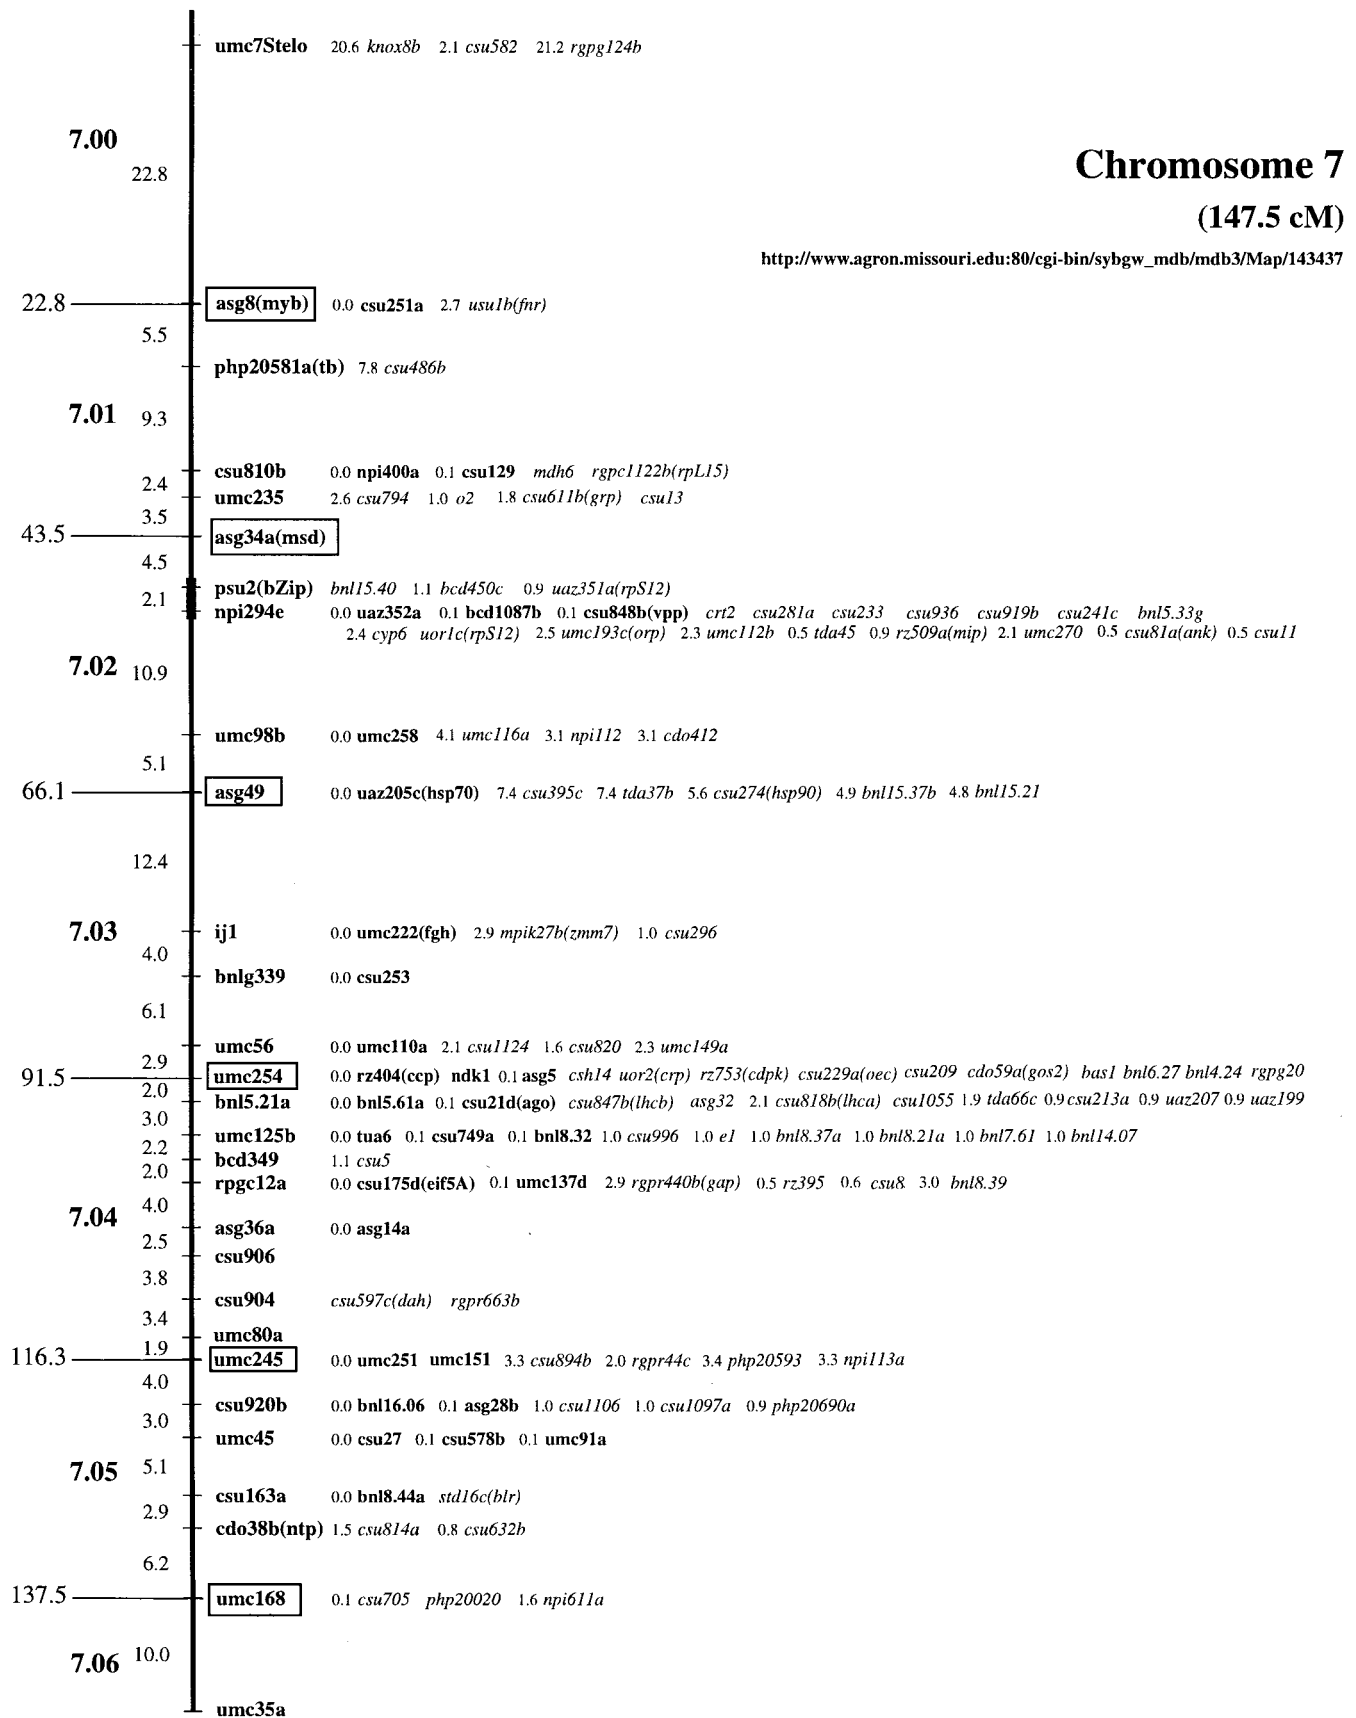 umc7Stelo 20.6 knox8b 2.1 csu582 21.2 rgpg124b
7.00
22.8
Chromosome 7
(147.5 cM)
http://www.agron.missouri.edu:80/cgi-bin/sybgw_mdb/mdb3/Map/143437
22.8 asg8(myb) 0.0 csu251a 2.7 usu1b(fnr)
5.5
php20581a(tb) 7.8 csu486b
7.01 9.3
csu810b 0.0 npi400a 0.1 csu129 mdh6 rgpc1122b(rpL15)
2.4
umc235 2.6 csu794 1.0 o2 1.8 csu611b(grp) csu13
3.5
43.5 asg34a(msd)
4.5
psu2(bZip) bnl15.40 1.1 bcd450c 0.9 uaz351a(rpS12)
2.1
npi294e 0.0 uaz352a 0.1 bcd1087b 0.1 csu848b(vpp) crt2 csu281a csu233 csu936 csu919b csu241c bnl5.33g
2.4 cyp6 uor1c(rpS12) 2.5 umc193c(orp) 2.3 umc112b 0.5 tda45 0.9 rz509a(mip) 2.1 umc270 0.5 csu81a(ank) 0.5 csu11
7.02 10.9
umc98b 0.0 umc258 4.1 umc116a 3.1 npi112 3.1 cdo412
5.1
66.1 asg49 0.0 uaz205c(hsp70) 7.4 csu395c 7.4 tda37b 5.6 csu274(hsp90) 4.9 bnl15.37b 4.8 bnl15.21
12.4
7.03 ij1 0.0 umc222(fgh) 2.9 mpik27b(zmm7) 1.0 csu296
4.0
bnlg339 0.0 csu253
6.1
umc56 0.0 umc110a 2.1 csu1124 1.6 csu820 2.3 umc149a
2.9
91.5 umc254 0.0 rz404(ccp) ndk1 0.1 asg5 csh14 uor2(crp) rz753(cdpk) csu229a(oec) csu209 cdo59a(gos2) bas1 bnl6.27 bnl4.24 rgpg20
2.0
bnl5.21a 0.0 bnl5.61a 0.1 csu21d(ago) csu847b(lhcb) asg32 2.1 csu818b(lhca) csu1055 1.9 tda66c 0.9 csu213a 0.9 uaz207 0.9 uaz199
3.0
umc125b 0.0 tua6 0.1 csu749a 0.1 bnl8.32 1.0 csu996 1.0 e1 1.0 bnl8.37a 1.0 bnl8.21a 1.0 bnl7.61 1.0 bnl14.07
2.2
bcd349 1.1 csu5
2.0
rpgc12a 0.0 csu175d(eif5A) 0.1 umc137d 2.9 rgpr440b(gap) 0.5 rz395 0.6 csu8 3.0 bnl8.39
7.04 4.0
asg36a 0.0 asg14a
2.5
csu906
3.8
csu904 csu597c(dah) rgpr663b
3.4
umc80a
1.9
116.3 umc245 0.0 umc251 umc151 3.3 csu894b 2.0 rgpr44c 3.4 php20593 3.3 npi113a
4.0
csu920b 0.0 bnl16.06 0.1 asg28b 1.0 csu1106 1.0 csu1097a 0.9 php20690a
3.0
umc45 0.0 csu27 0.1 csu578b 0.1 umc91a
7.05 5.1
csu163a 0.0 bnl8.44a std16c(blr)
2.9
cdo38b(ntp) 1.5 csu814a 0.8 csu632b
6.2
137.5 umc168 0.1 csu705 php20020 1.6 npi611a
7.06 10.0
umc35a